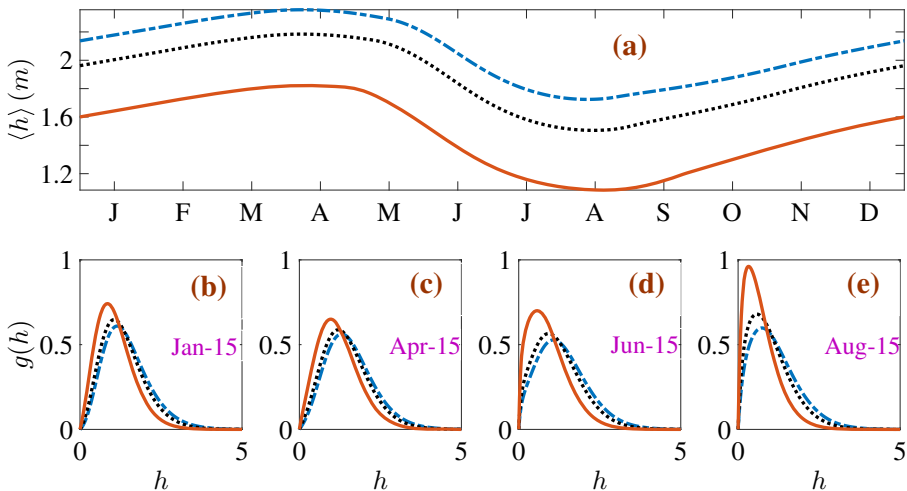 2
1.6
1.2
⟨h⟩ (m)
(a)
J F M A M J J A S O N D
1 1 1 1
(b) (c) (d) (e)
0.5 0.5 0.5 0.5
g(h)
Jan-15 Apr-15 Jun-15 Aug-15
0 0 0 0
0 5 0 5 0 5 0 5
h h h h